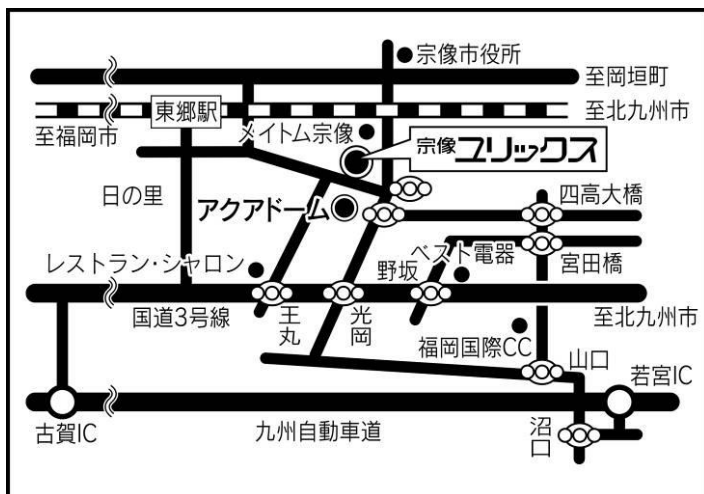 宗像市役所
至岡垣町
東郷駅
至北九州市
至福岡市
メイトム宗像
宗像ユリックス
日の里
アクアドーム
四高大橋
レストラン・シャロン
ベスト電器
野坂
宮田橋
国道3号線
王丸
光岡
至北九州市
福岡国際CC
山口
若宮IC
古賀IC
九州自動車道
沼口